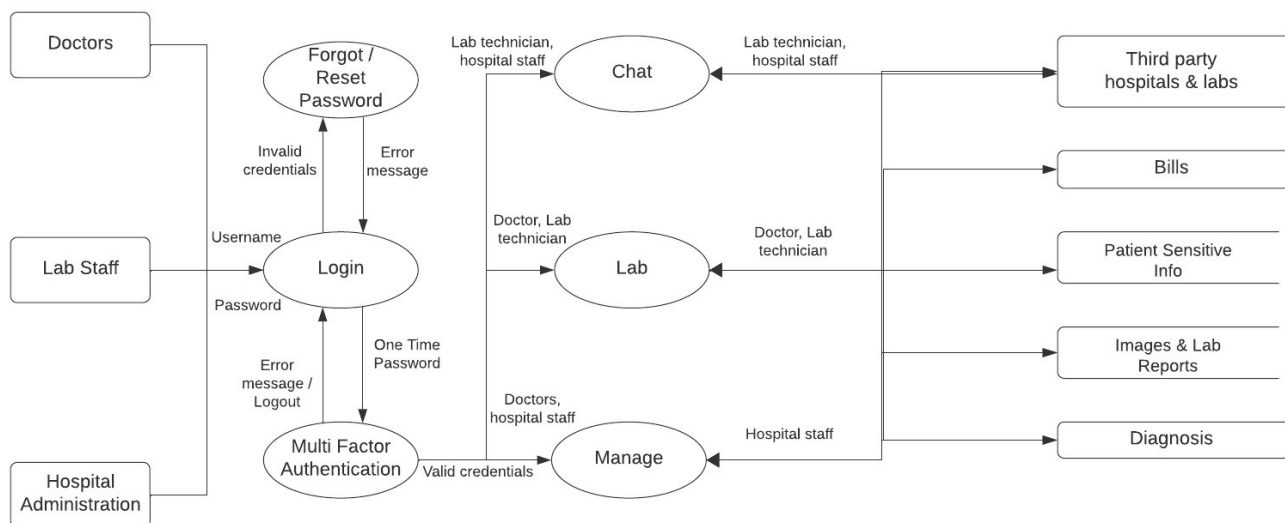 Doctors
Lab Staff
Hospital
Administration
Username
Password
Forgot /
Reset
Password
Invalid
credentials
Error
message
Login
One Time
Password
Error
message /
Logout
Multi Factor
Authentication
Valid credentials
Lab technician,
hospital staff
Chat
Lab technician,
hospital staff
Doctor, Lab
technician
Lab
Doctor, Lab
technician
Doctors,
hospital staff
Manage
Hospital staff
Third party
hospitals & labs
Bills
Patient Sensitive
Info
Images & Lab
Reports
Diagnosis